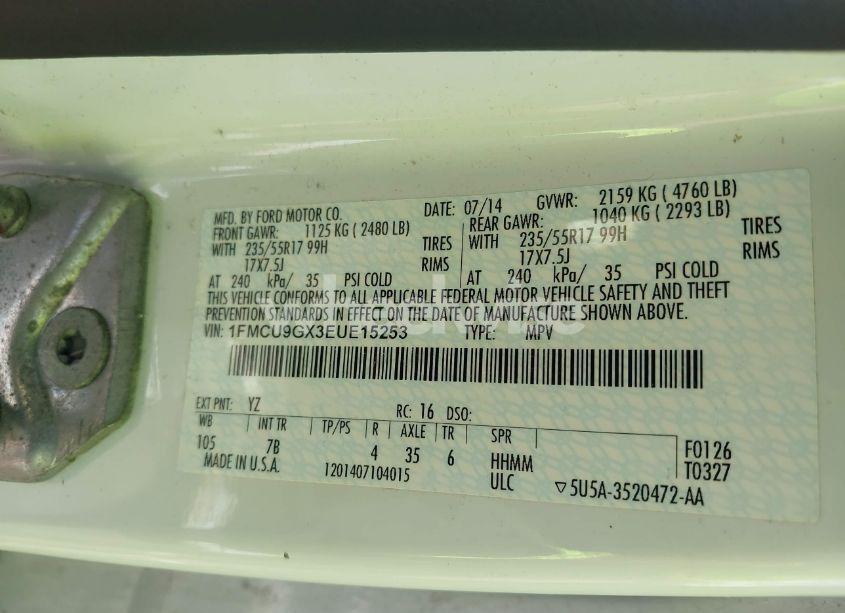 MFD. BY FORD MOTOR CO. DATE: 07/14 GVWR: 2159 KG ( 4760 LB)
FRONT GAWR: 1125 KG ( 2480 LB) REAR GAWR: 1040 KG ( 2293 LB)
WITH 235/55R17 99H TIRES WITH 235/55R17 99H TIRES
17X7.5J RIMS 17X7.5J RIMS
AT 240 kPa/ 35 PSI COLD AT 240 kPa/ 35 PSI COLD
THIS VEHICLE CONFORMS TO ALL APPLICABLE FEDERAL MOTOR VEHICLE SAFETY AND THEFT
PREVENTION STANDARDS IN EFFECT ON THE DATE OF MANUFACTURE SHOWN ABOVE.
VIN: 1FMCU9GX3EUE15253 TYPE: MPV
EXT PNT: YZ RC: 16 DSO:
WB INT TR TP/PS R AXLE TR SPR
105 7B 4 35 6 HHMM F0126
MADE IN U.S.A. 1201407104015 ULC T0327
▽5U5A-3520472-AA